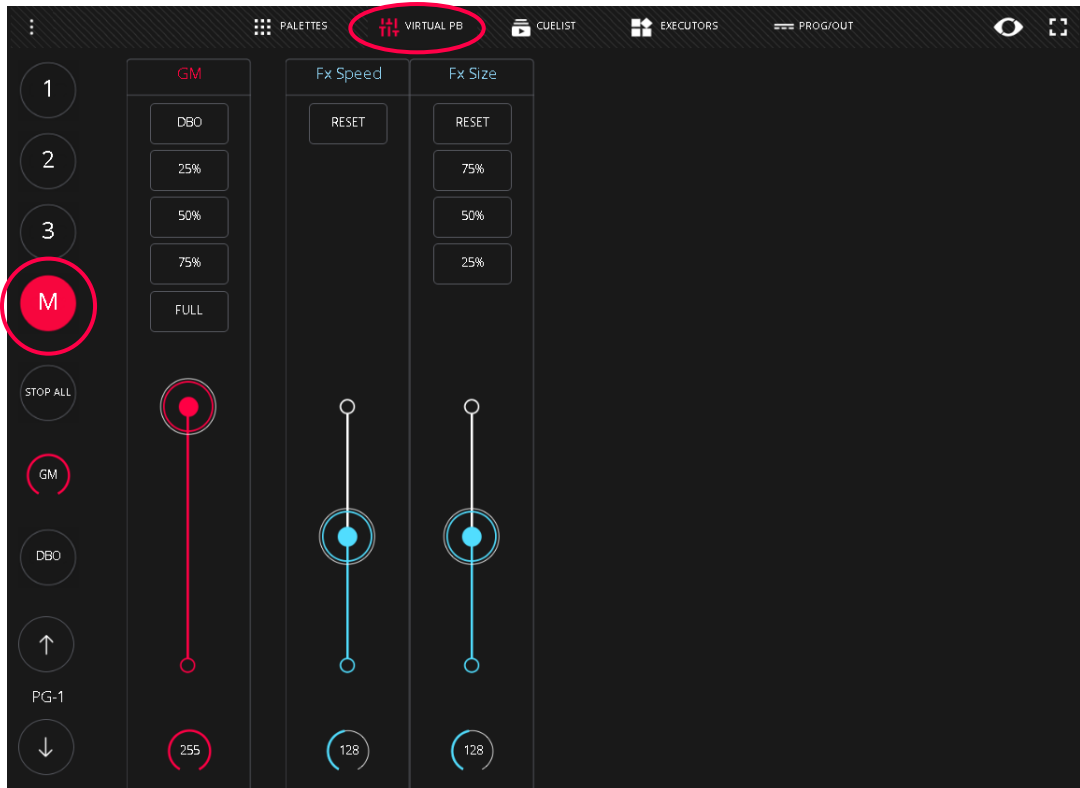 PALETTES
VIRTUAL PB
CUELIST
EXECUTORS
PROG/OUT
1
2
3
M
STOP ALL
GM
DBO
PG-1
GM
DBO
25%
50%
75%
FULL
255
Fx Speed
RESET
128
Fx Size
RESET
75%
50%
25%
128